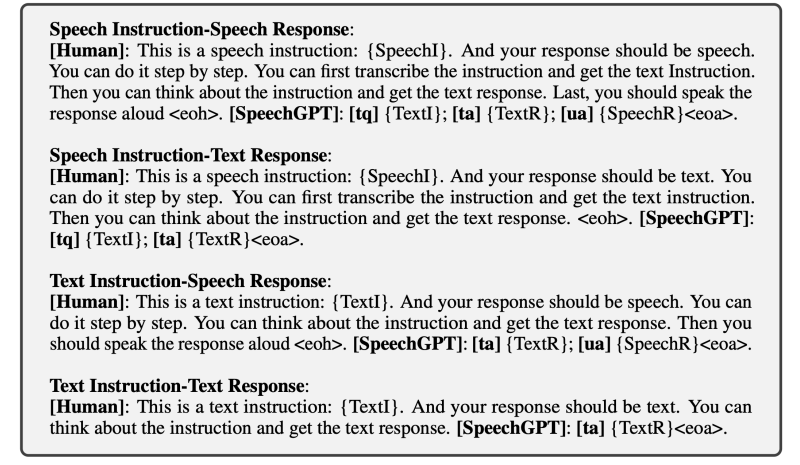 Speech Instruction-Speech Response:
[Human]: This is a speech instruction: {SpeechI}. And your response should be speech.
You can do it step by step. You can first transcribe the instruction and get the text Instruction.
Then you can think about the instruction and get the text response. Last, you should speak the
response aloud <eoh>. [SpeechGPT]: [tq] {TextI}; [ta] {TextR}; [ua] {SpeechR}<eoa>.
Speech Instruction-Text Response:
[Human]: This is a speech instruction: {SpeechI}. And your response should be text. You
can do it step by step. You can first transcribe the instruction and get the text instruction.
Then you can think about the instruction and get the text response. <eoh>. [SpeechGPT]:
[tq] {TextI}; [ta] {TextR}<eoa>.
Text Instruction-Speech Response:
[Human]: This is a text instruction: {TextI}. And your response should be speech. You can
do it step by step. You can think about the instruction and get the text response. Then you
should speak the response aloud <eoh>. [SpeechGPT]: [ta] {TextR}; [ua] {SpeechR}<eoa>.
Text Instruction-Text Response:
[Human]: This is a text instruction: {TextI}. And your response should be text. You can
think about the instruction and get the text response. [SpeechGPT]: [ta] {TextR}<eoa>.